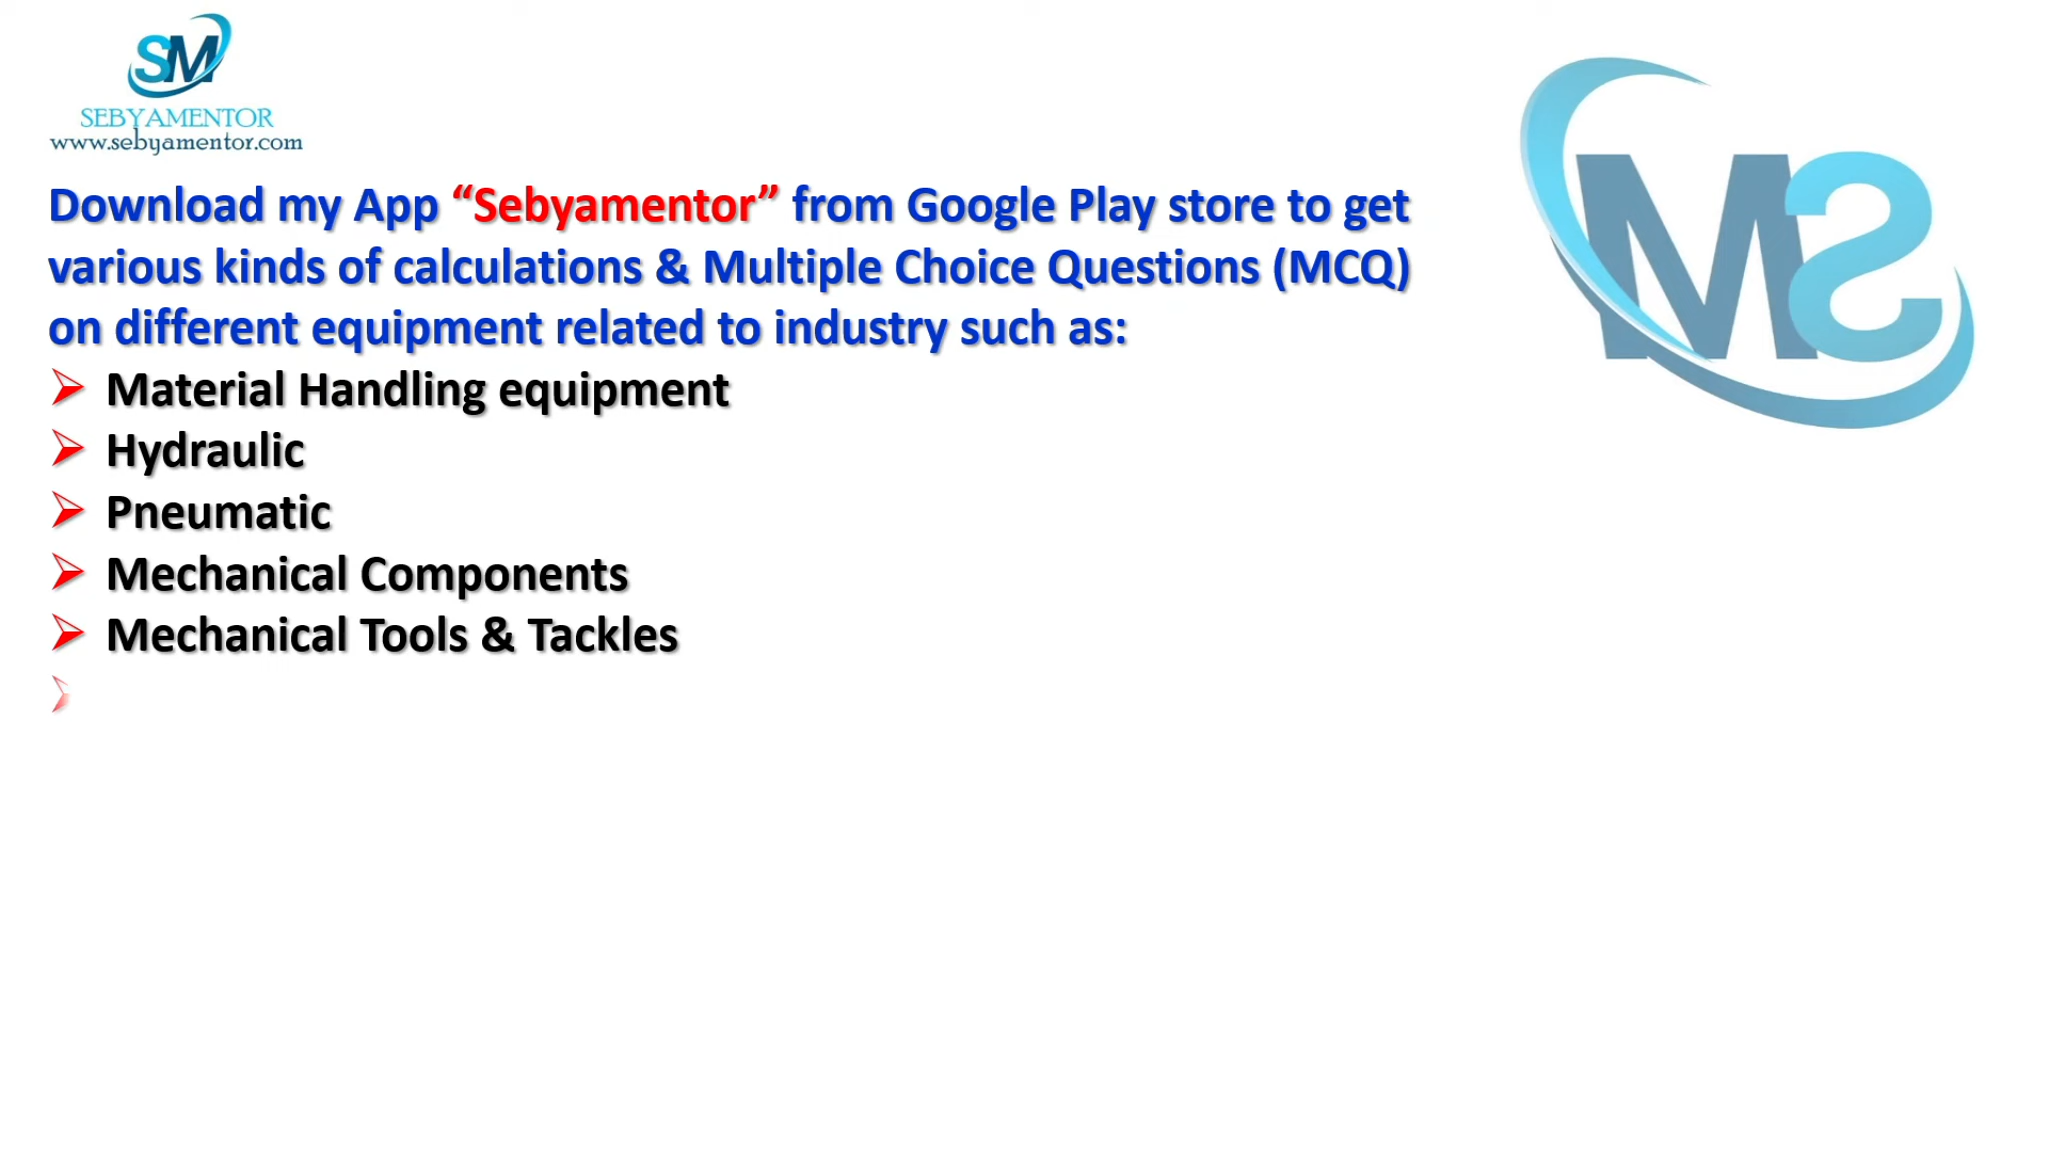 SM
SEBYAMENTOR
www.sebyamentor.com
Download my App “Sebyamentor” from Google Play store to get
various kinds of calculations & Multiple Choice Questions (MCQ)
on different equipment related to industry such as:
Material Handling equipment
Hydraulic
Pneumatic
Mechanical Components
Mechanical Tools & Tackles
SM